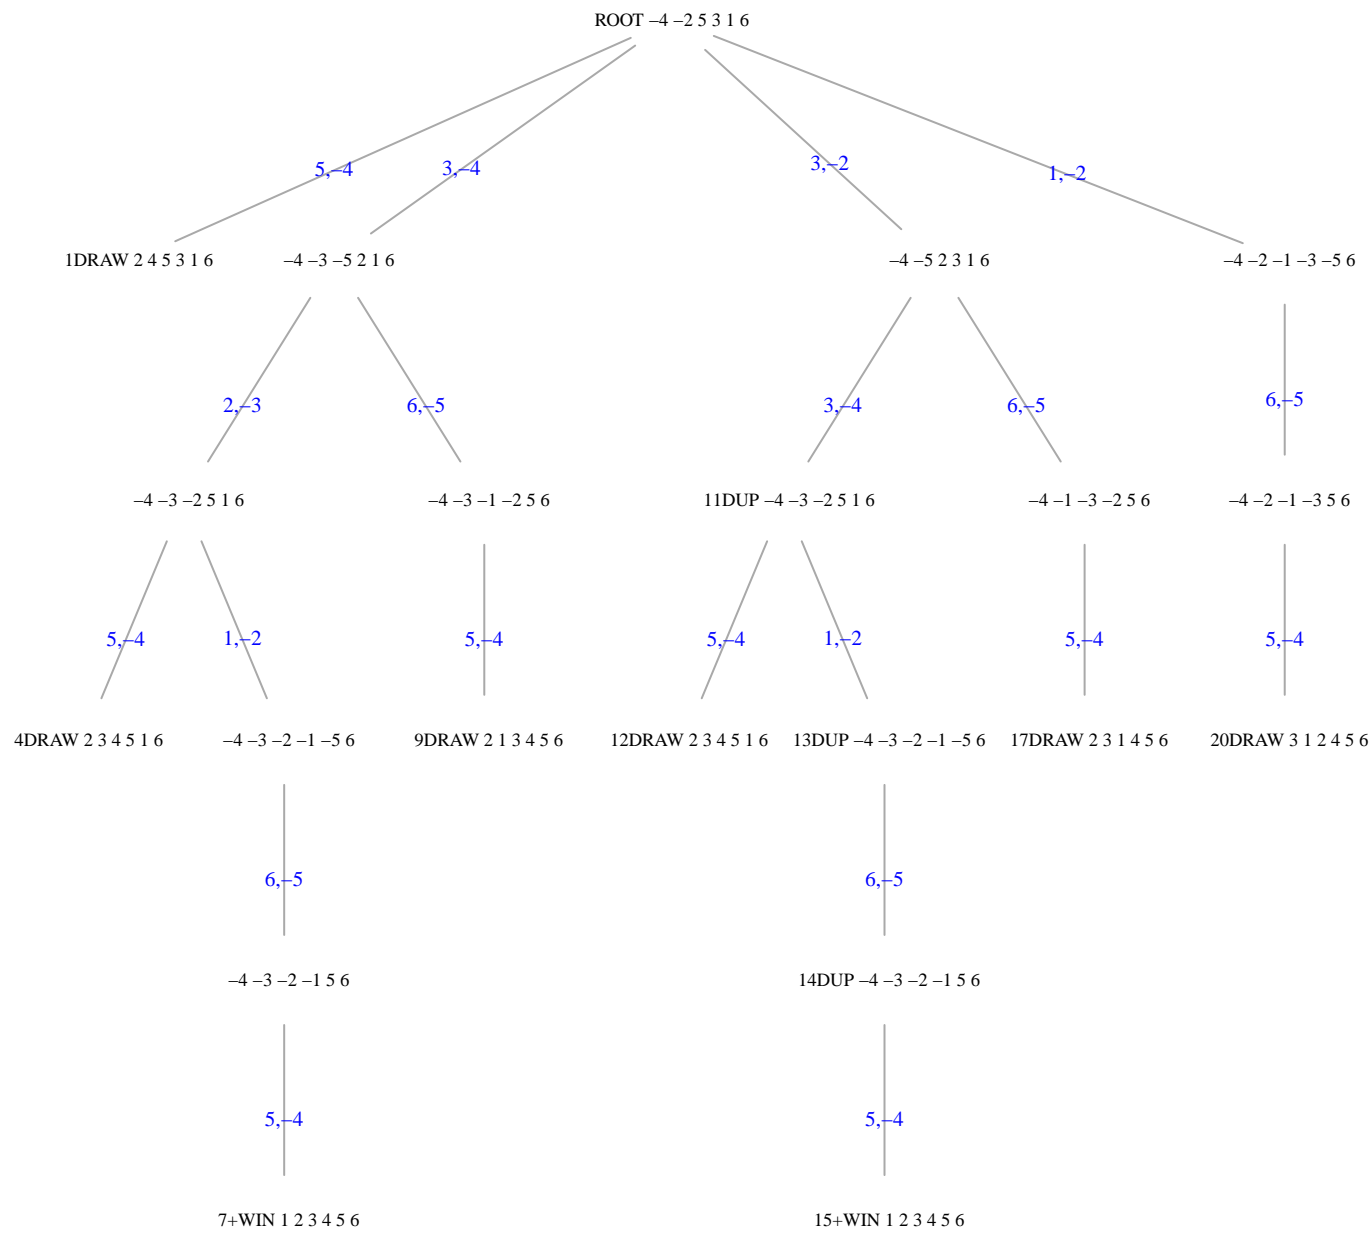 ROOT –4 –2 5 3 1 6
5,–4
3,–4
3,–2
1,–2
1DRAW 2 4 5 3 1 6
–4 –3 –5 2 1 6
–4 –5 2 3 1 6
–4 –2 –1 –3 –5 6
2,–3
6,–5
3,–4
6,–5
6,–5
–4 –3 –2 5 1 6
–4 –3 –1 –2 5 6
11DUP –4 –3 –2 5 1 6
–4 –1 –3 –2 5 6
–4 –2 –1 –3 5 6
5,–4
1,–2
5,–4
5,–4
1,–2
5,–4
5,–4
4DRAW 2 3 4 5 1 6
–4 –3 –2 –1 –5 6
9DRAW 2 1 3 4 5 6
12DRAW 2 3 4 5 1 6
13DUP –4 –3 –2 –1 –5 6
17DRAW 2 3 1 4 5 6
20DRAW 3 1 2 4 5 6
6,–5
6,–5
–4 –3 –2 –1 5 6
14DUP –4 –3 –2 –1 5 6
5,–4
5,–4
7+WIN 1 2 3 4 5 6
15+WIN 1 2 3 4 5 6